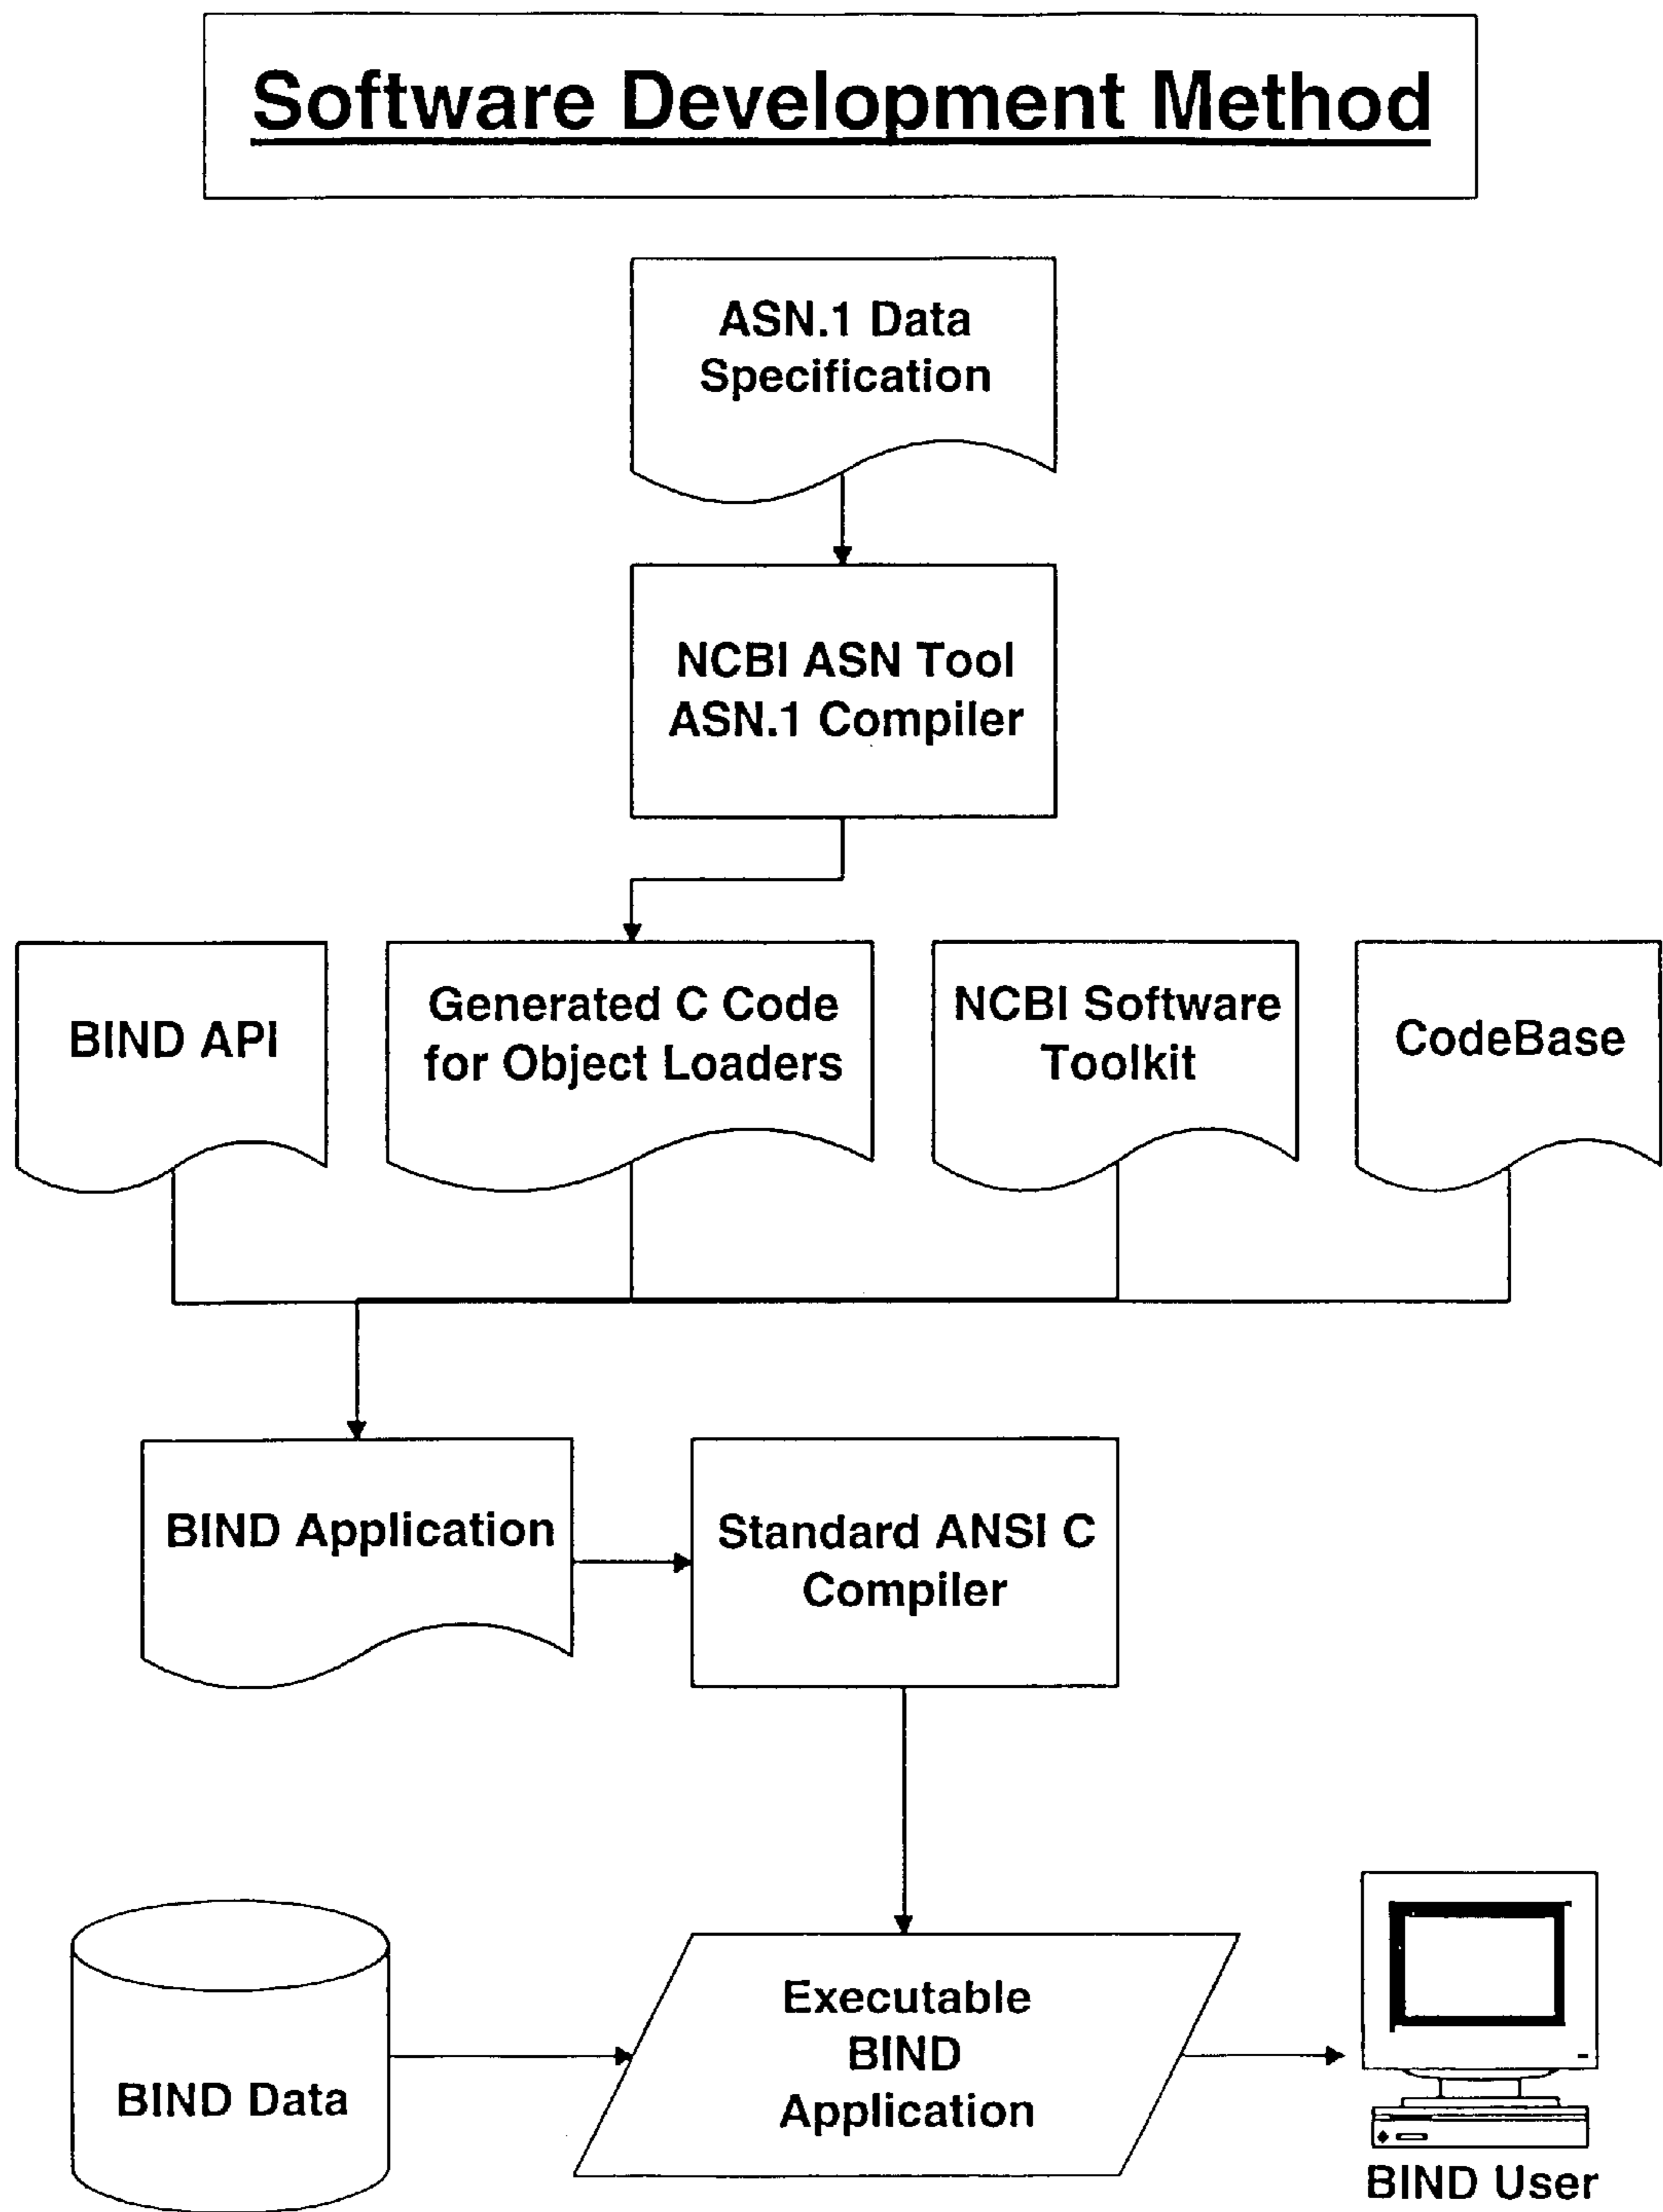 Software Development Method
ASN.1 Data
Specification
NCBI ASN Tool
ASN.1 Compiler
BIND API
Generated C Code
for Object Loaders
NCBI Software
Toolkit
CodeBase
BIND Application
Standard ANSI C
Compiler
BIND Data
Executable
BIND
Application
BIND User